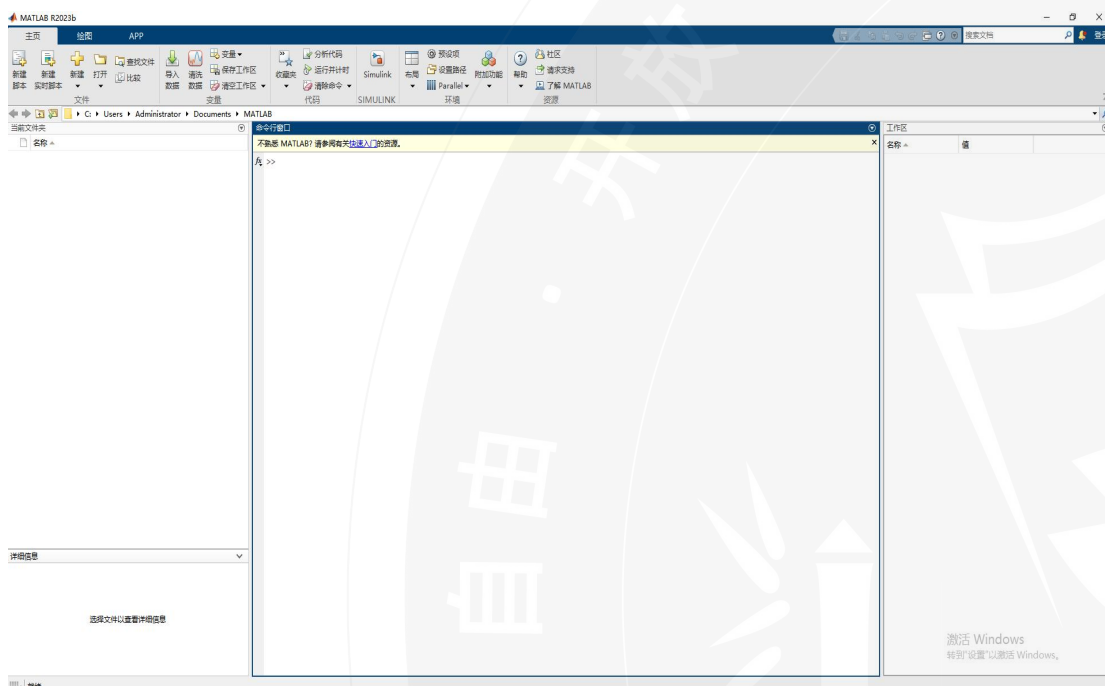 MATLAB R2023b
主页 绘图 APP
搜索文档
新建脚本 新建实时脚本 新建 打开 查找文件 比较
文件
导入数据 清洗数据 变量 保存工作区 清空工作区
变量
收藏夹 分析代码 运行并计时 清除命令
代码
Simulink
SIMULINK
布局 预设项 设置路径 Parallel 附加功能
环境
帮助 社区 请求支持 了解 MATLAB
资源
C: Users Administrator Documents MATLAB
当前文件夹
名称
命令行窗口
不熟悉 MATLAB? 请参阅有关快速入门的资源。
fx >>
工作区
名称 值
自由·开放
详细信息
选择文件以查看详细信息
激活 Windows
转到"设置"以激活 Windows。